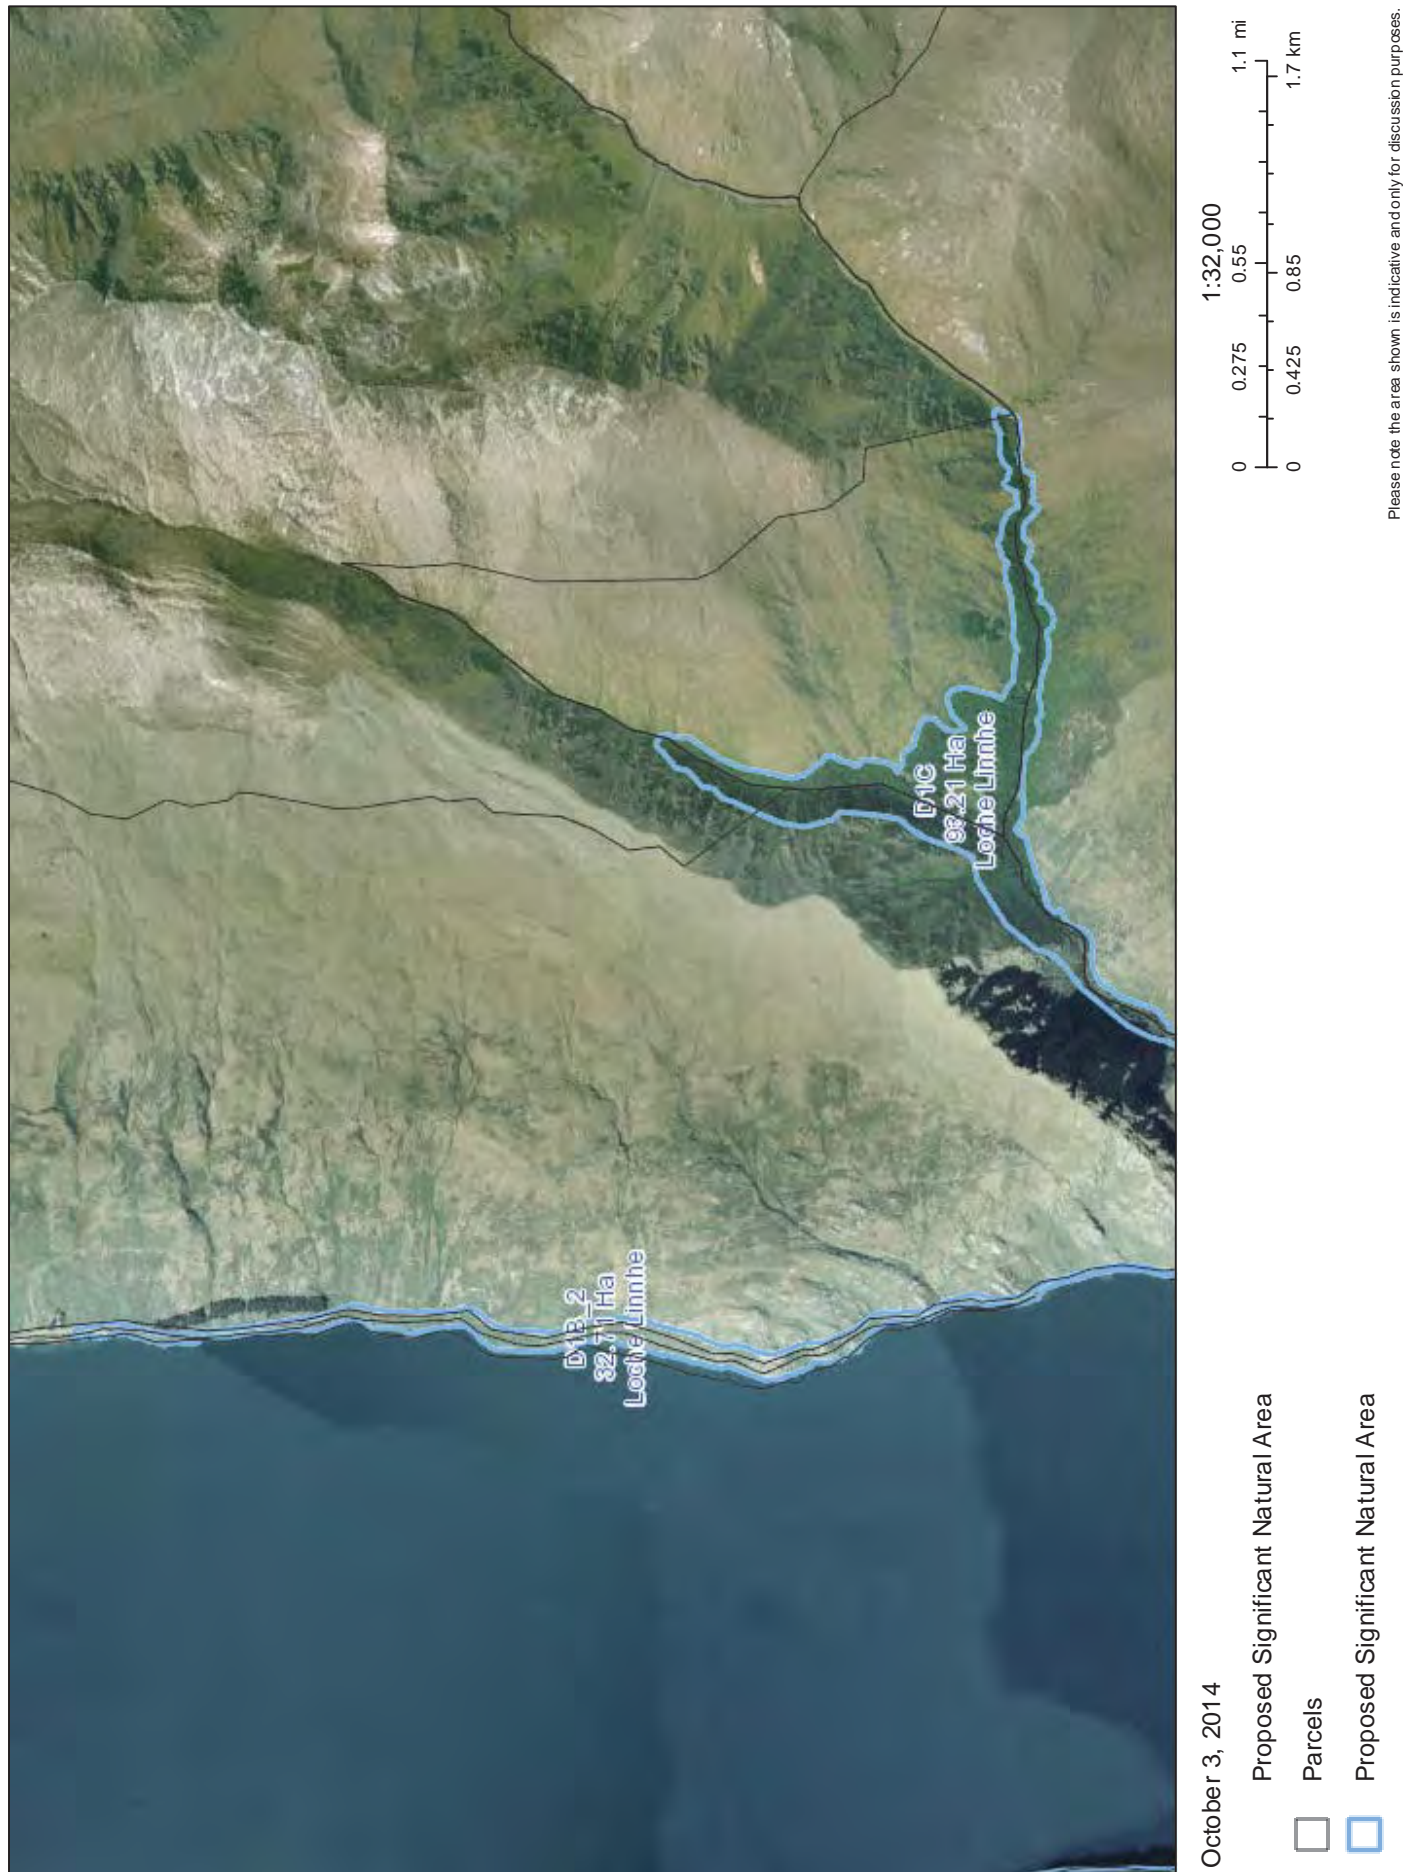 D1B_2
32.71 Ha
Loche Linnhe
D1C
93.21 Ha
Loche Linnhe
October 3, 2014
Proposed Significant Natural Area
Parcels
Proposed Significant Natural Area
1:32,000
0 0.275 0.55 1.1 mi
0 0.425 0.85 1.7 km
Please note the area shown is indicative and only for discussion purposes.